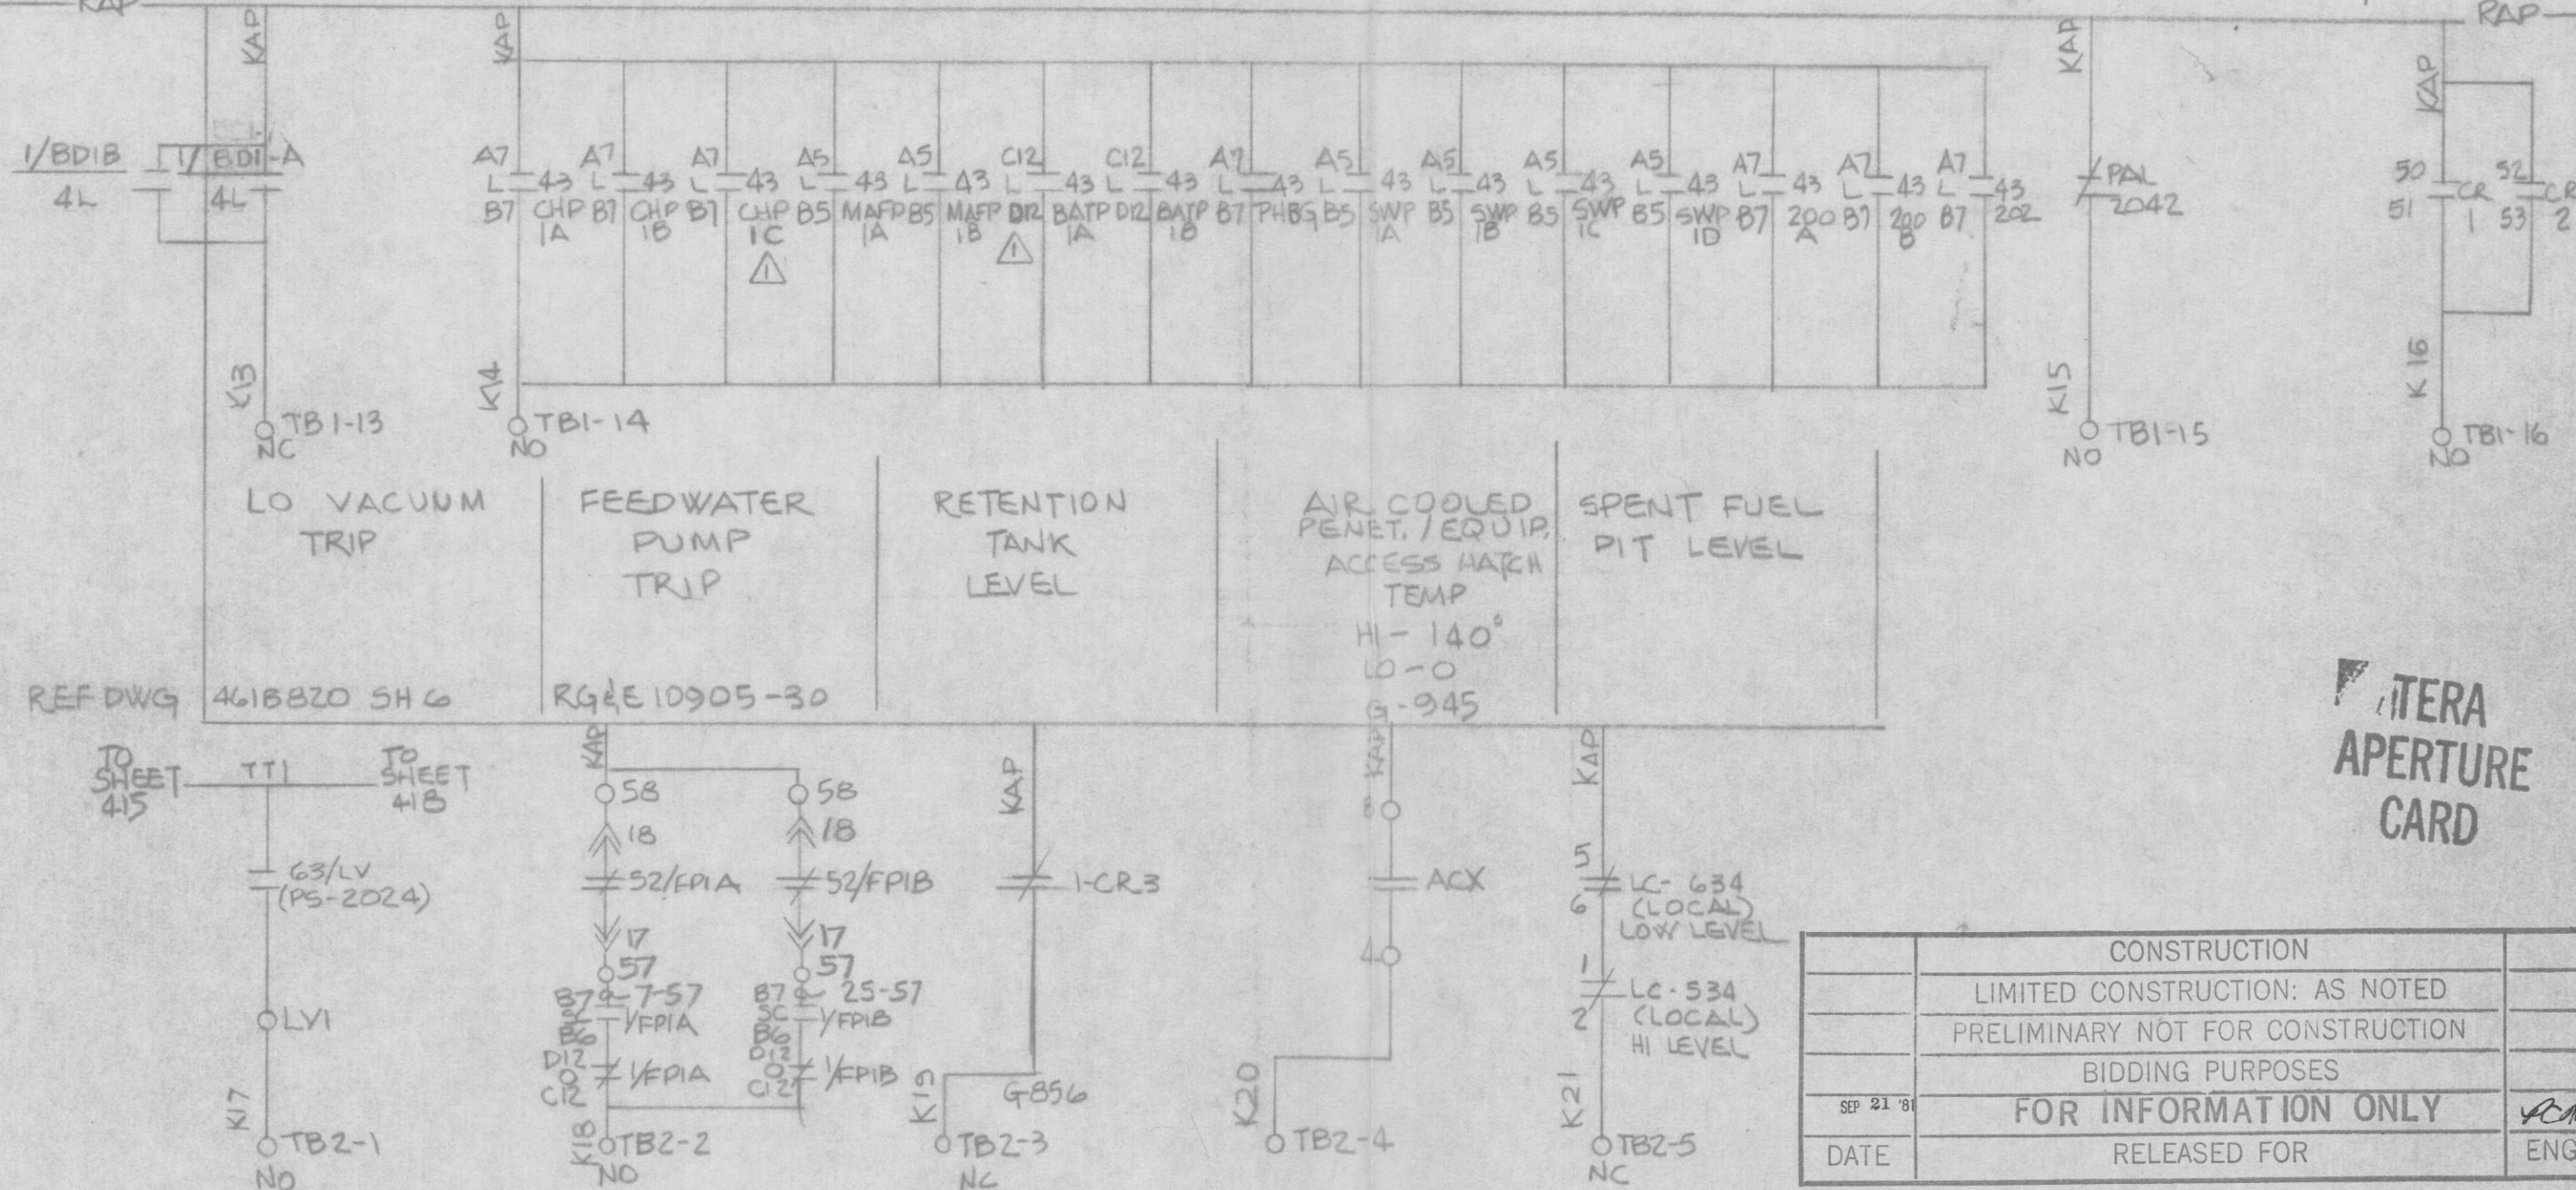 RAP
RAP
KAP
KAP
KAP
KAP
1/BD1B
4L
1/BD1-A
4L
A7
L
B7
43
CHP
1A
A7
L
B7
43
CHP
1B
A7
L
B7
43
CHP
1C
1
A5
L
B5
43
MAFP
1A
A5
L
B5
43
MAFP
1B
C12
L
D12
1
43
BATP
1A
C12
L
D12
43
BATP
1B
A7
L
B7
43
PHBG
A5
L
B5
43
SWP
1A
A5
L
B5
43
SWP
1B
A5
L
B5
43
SWP
1C
A5
L
B5
43
SWP
1D
A7
L
B7
43
200
A
A7
L
B7
43
200
B
A7
L
B7
43
202
PAL
2042
50
51
CR
1
52
53
CR
2
K13
TB1-13
NC
K14
TB1-14
NO
K15
TB1-15
NO
K16
TB1-16
NO
LO VACUUM
TRIP
FEEDWATER
PUMP
TRIP
RETENTION
TANK
LEVEL
AIR COOLED
PENET. / EQUIP.
ACCESS HATCH
TEMP
HI - 140°
LO - 0
G-945
SPENT FUEL
PIT LEVEL
REF DWG
461B820 SH 6
RG&E 10905-30
TERA
APERTURE
CARD
TO
SHEET
415
TT1
TO
SHEET
418
63/LV
(PS-2024)
LV1
K17
TB2-1
NO
KAP
58
18
52/FP1A
17
57
7-57
B7
SC
B6
1/FP1A
D12
O
C12
1/FP1A
58
18
52/FP1B
17
57
25-57
B7
SC
B6
1/FP1B
D12
O
C12
1/FP1B
K18
TB2-2
NO
KAP
1-CR3
G856
K19
TB2-3
NC
KAP
8
ACX
4
K20
TB2-4
KAP
5
6
LC-634
(LOCAL)
LOW LEVEL
1
2
LC-534
(LOCAL)
HI LEVEL
K21
TB2-5
NC
CONSTRUCTION
LIMITED CONSTRUCTION: AS NOTED
PRELIMINARY NOT FOR CONSTRUCTION
BIDDING PURPOSES
SEP 21 '81
FOR INFORMATION ONLY
DATE
RELEASED FOR
ENG